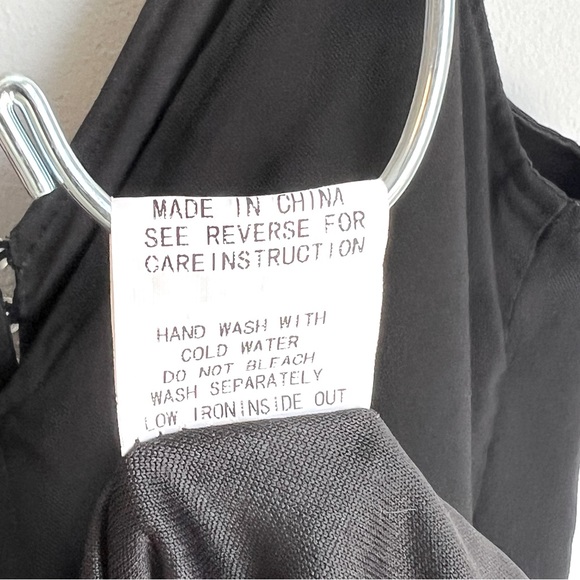 MADE IN CHINA
SEE REVERSE FOR
CAREINSTRUCTION
HAND WASH WITH
COLD WATER
DO NOT BLEACH
WASH SEPARATELY
LOW IRONINSIDE OUT